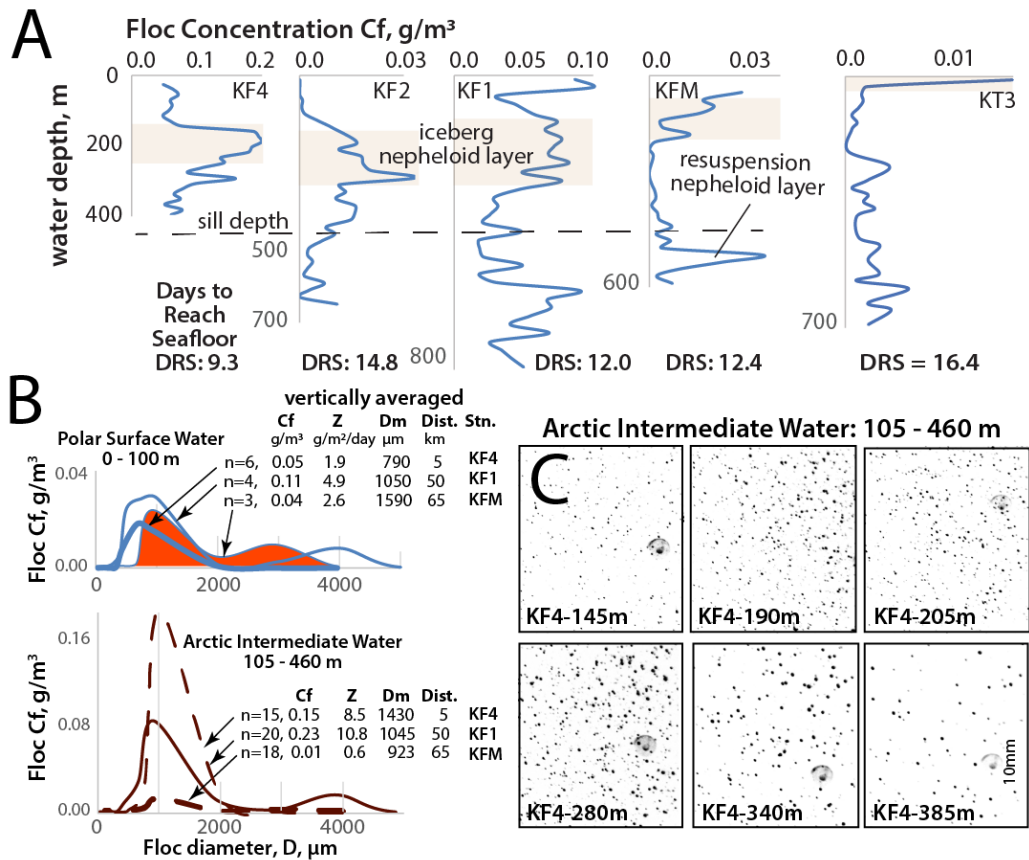 A
Floc Concentration Cf, g/m³
0.0 0.1 0.2 0.0 0.03 0.0 0.05 0.10 0.0 0.03 0.0 0.01
0 KF4 KF2 KF1 KFM KT3
water depth, m
200
400
iceberg
nepheloid layer
resuspension
nepheloid layer
sill depth
500
600
700
700
800
Days to
Reach
Seafloor
DRS: 9.3 DRS: 14.8 DRS: 12.0 DRS: 12.4 DRS = 16.4
B
vertically averaged
Cf Z Dm Dist. Stn.
g/m³ g/m²/day μm km
Polar Surface Water
0 - 100 m
n=6, 0.05 1.9 790 5 KF4
n=4, 0.11 4.9 1050 50 KF1
n=3, 0.04 2.6 1590 65 KFM
Floc Cf, g/m³
0.04
0.00
0 2000 4000
Arctic Intermediate Water
105 - 460 m
Cf Z Dm Dist.
n=15, 0.15 8.5 1430 5 KF4
n=20, 0.23 10.8 1045 50 KF1
n=18, 0.01 0.6 923 65 KFM
Floc Cf, g/m³
0.16
0.08
0.00
0 2000 4000
Floc diameter, D, μm
Arctic Intermediate Water: 105 - 460 m
C
KF4-145m KF4-190m KF4-205m
KF4-280m KF4-340m KF4-385m
10mm